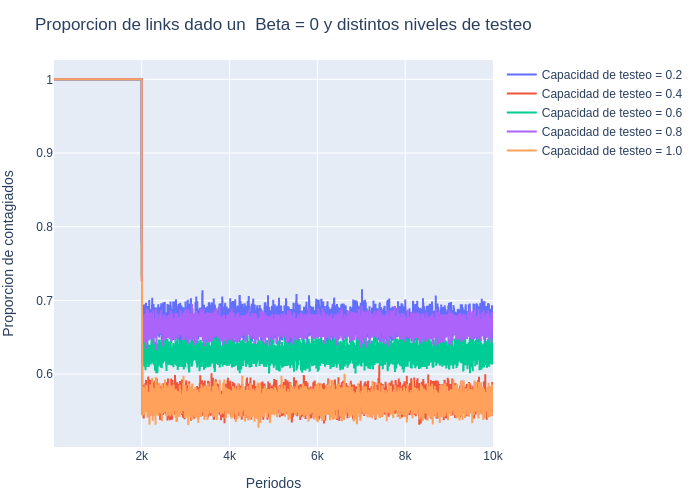 Proporcion de links dado un  Beta = 0 y distintos niveles de testeo
Capacidad de testeo = 0.2
Capacidad de testeo = 0.4
Capacidad de testeo = 0.6
Capacidad de testeo = 0.8
Capacidad de testeo = 1.0
Proporcion de contagiados
1
0.9
0.8
0.7
0.6
2k
4k
6k
8k
10k
Periodos